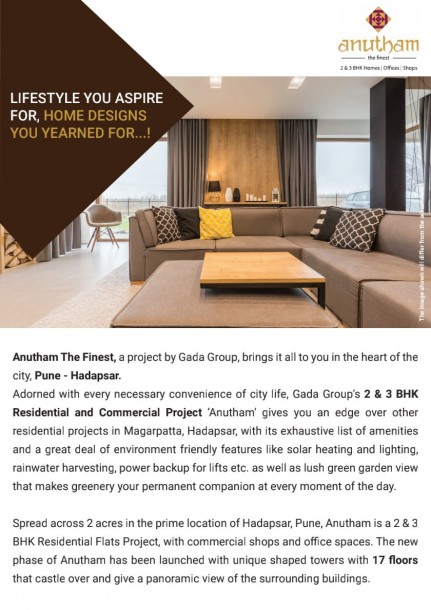 anutham
the finest
2 & 3 BHK Homes | Offices | Shops
LIFESTYLE YOU ASPIRE
FOR, HOME DESIGNS
YOU YEARNED FOR...!
Anutham The Finest, a project by Gada Group, brings it all to you in the heart of the
city, Pune - Hadapsar.
Adorned with every necessary convenience of city life, Gada Group's 2 & 3 BHK
Residential and Commercial Project 'Anutham' gives you an edge over other
residential projects in Magarpatta, Hadapsar, with its exhaustive list of amenities
and a great deal of environment friendly features like solar heating and lighting,
rainwater harvesting, power backup for lifts etc. as well as lush green garden view
that makes greenery your permanent companion at every moment of the day.
Spread across 2 acres in the prime location of Hadapsar, Pune, Anutham is a 2 & 3
BHK Residential Flats Project, with commercial shops and office spaces. The new
phase of Anutham has been launched with unique shaped towers with 17 floors
that castle over and give a panoramic view of the surrounding buildings.
The image shown will differ from the